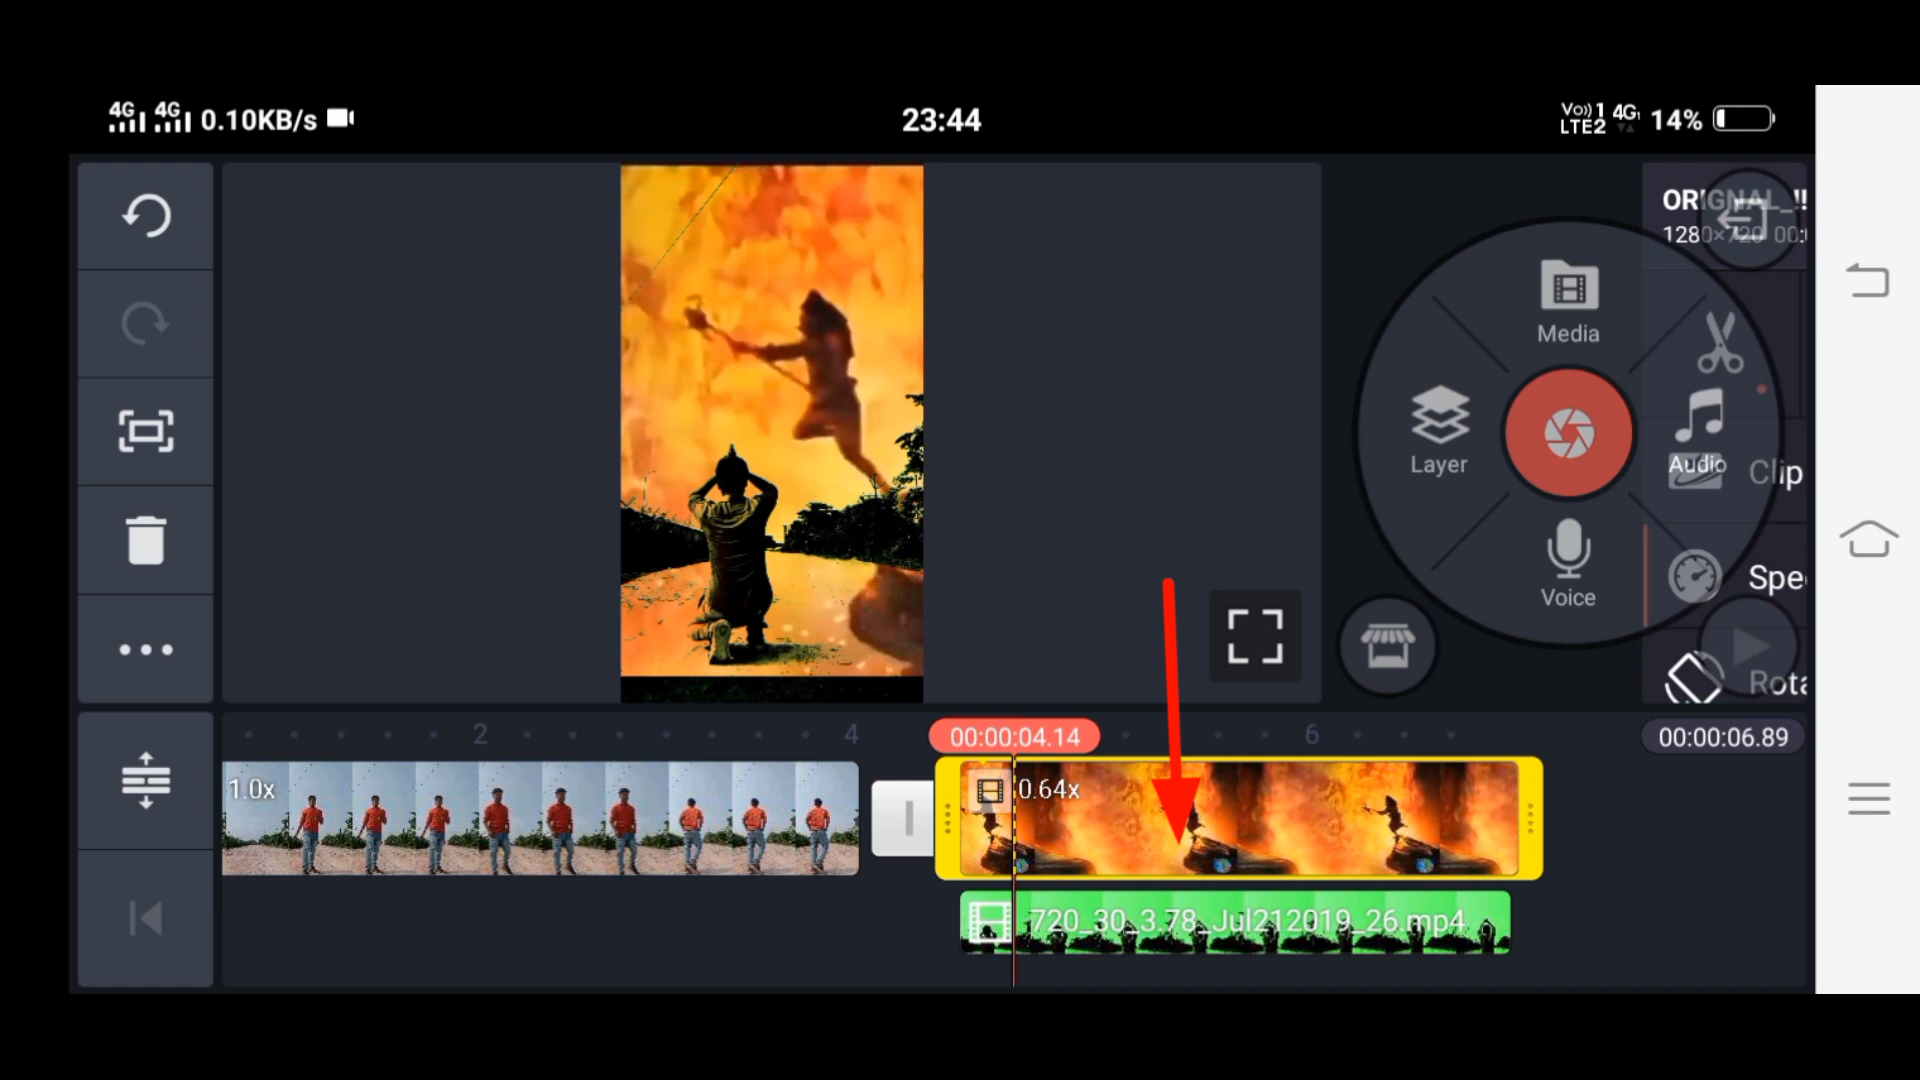 4G 4G 0.10KB/s
23:44
Vo)) 1 4G
LTE2
14%
ORIGNAL_!!
1280×720 00:
Media
Layer
Audio
Clip
Voice
Spe
Rota
2
4
00:00:04.14
6
00:00:06.89
1.0x
0.64x
720_30_3.78_Jul212019_26.mp4